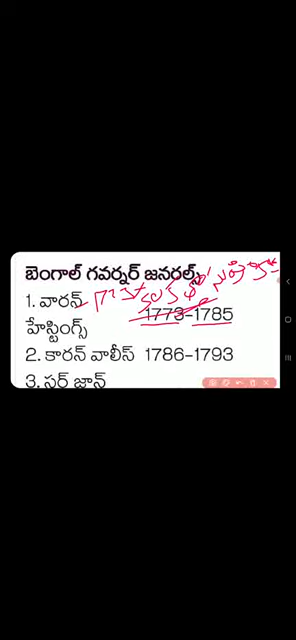 బెంగాల్ గవర్నర్ జనరల్స్
1. వారన్
1773-1785
హేస్టింగ్స్
2. కారన్ వాలీస్ 1786-1793
3. సర్ జాన్